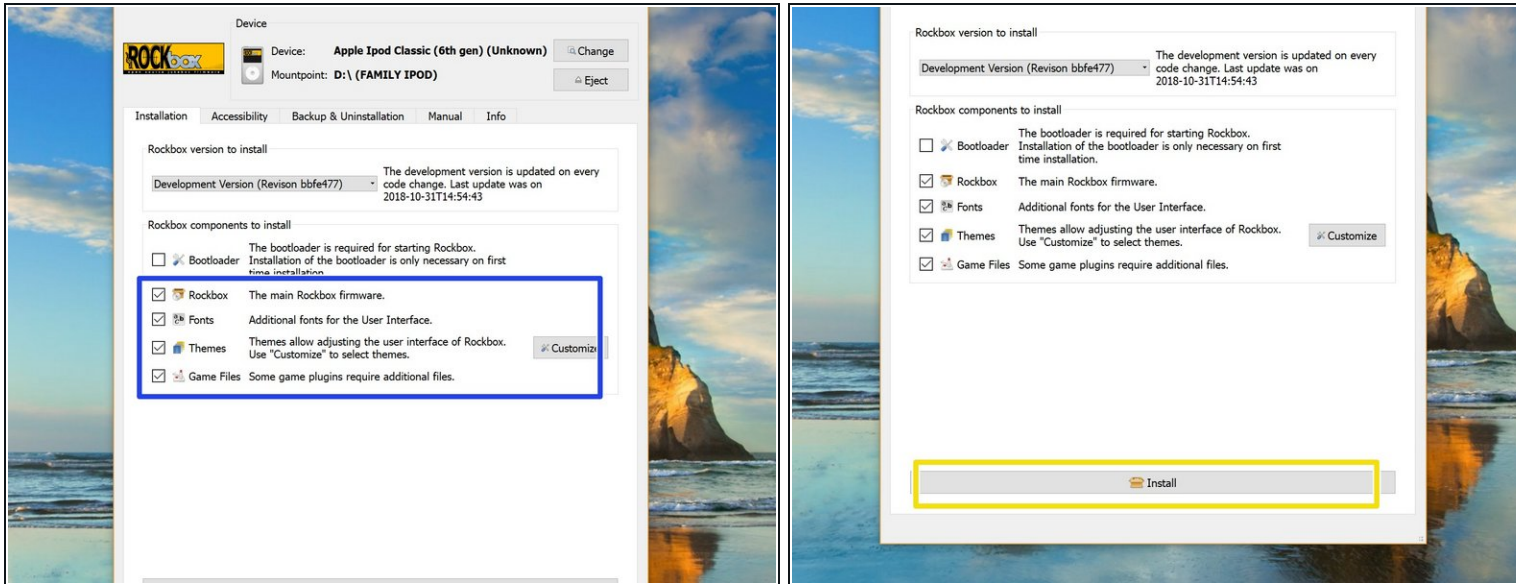 Device
ROCKbox
Device: Apple Ipod Classic (6th gen) (Unknown) Change
Mountpoint: D:\ (FAMILY IPOD) Eject
Installation Accessibility Backup & Uninstallation Manual Info
Rockbox version to install
Development Version (Revison bbfe477)
The development version is updated on every
code change. Last update was on
2018-10-31T14:54:43
Rockbox components to install
Bootloader
The bootloader is required for starting Rockbox.
Installation of the bootloader is only necessary on first
time installation.
Rockbox The main Rockbox firmware.
Fonts Additional fonts for the User Interface.
Themes
Themes allow adjusting the user interface of Rockbox.
Use "Customize" to select themes.
Customize
Game Files Some game plugins require additional files.
Rockbox version to install
Development Version (Revison bbfe477)
The development version is updated on every
code change. Last update was on
2018-10-31T14:54:43
Rockbox components to install
Bootloader
The bootloader is required for starting Rockbox.
Installation of the bootloader is only necessary on first
time installation.
Rockbox The main Rockbox firmware.
Fonts Additional fonts for the User Interface.
Themes
Themes allow adjusting the user interface of Rockbox.
Use "Customize" to select themes.
Customize
Game Files Some game plugins require additional files.
Install